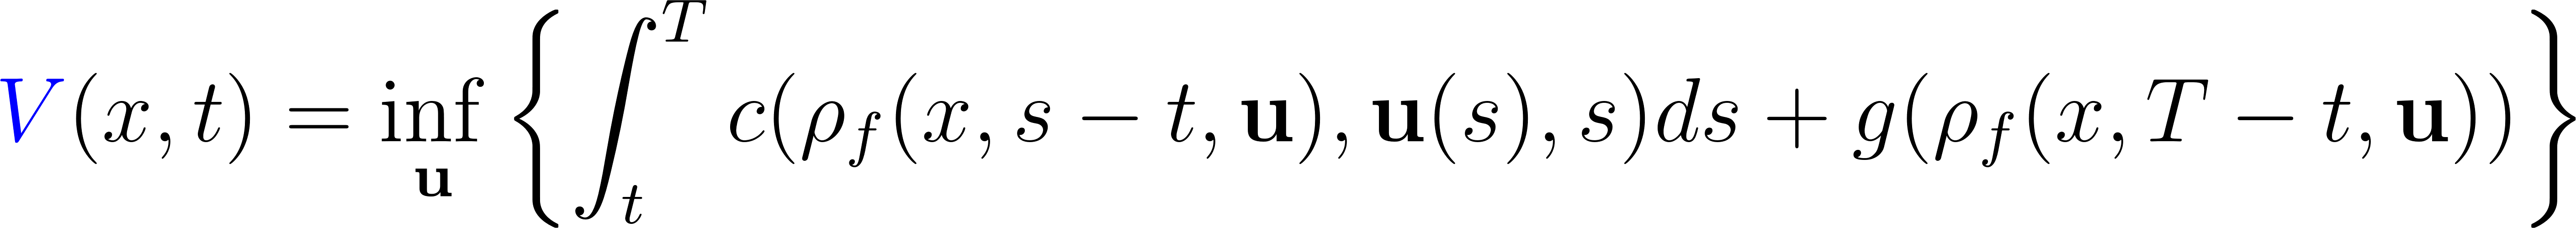 V(x, t) = inf_u { ∫_t^T c(ρ_f(x, s − t, u), u(s), s)ds + g(ρ_f(x, T − t, u)) }